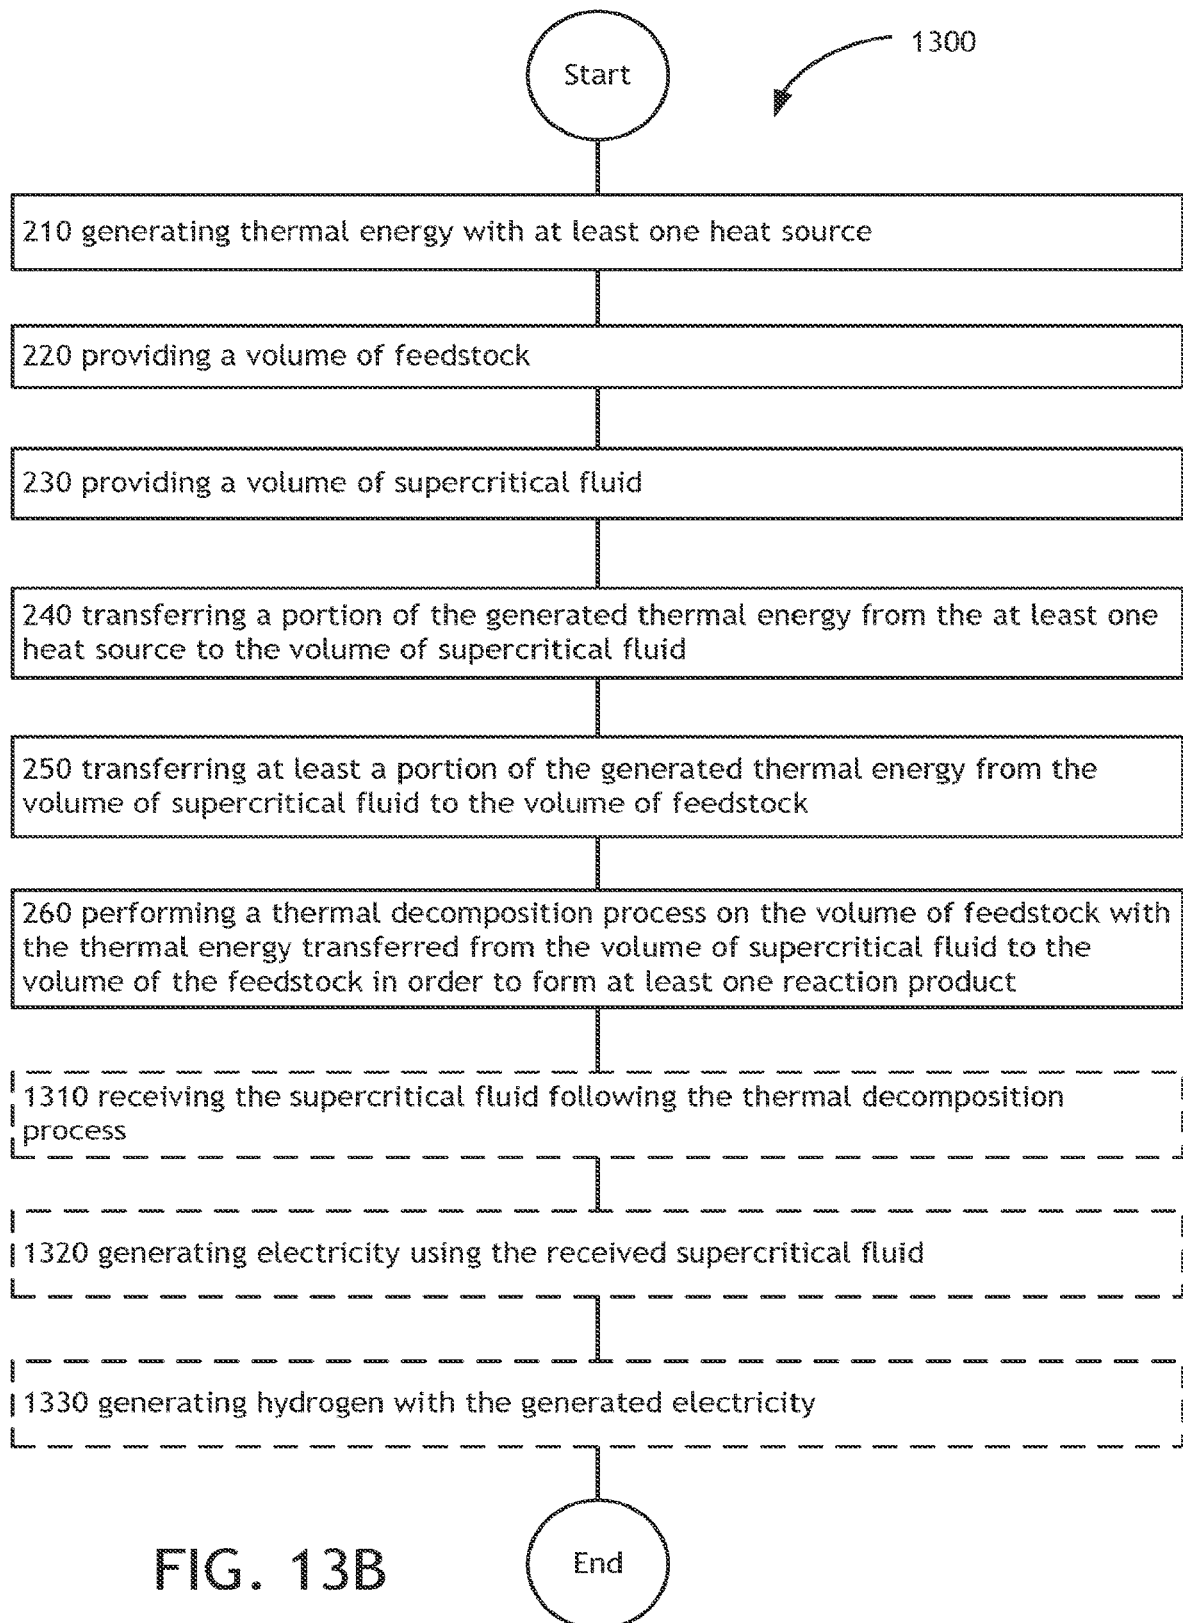 1300
Start
210 generating thermal energy with at least one heat source
220 providing a volume of feedstock
230 providing a volume of supercritical fluid
240 transferring a portion of the generated thermal energy from the at least one
heat source to the volume of supercritical fluid
250 transferring at least a portion of the generated thermal energy from the
volume of supercritical fluid to the volume of feedstock
260 performing a thermal decomposition process on the volume of feedstock with
the thermal energy transferred from the volume of supercritical fluid to the
volume of the feedstock in order to form at least one reaction product
1310 receiving the supercritical fluid following the thermal decomposition
process
1320 generating electricity using the received supercritical fluid
1330 generating hydrogen with the generated electricity
End
FIG. 13B